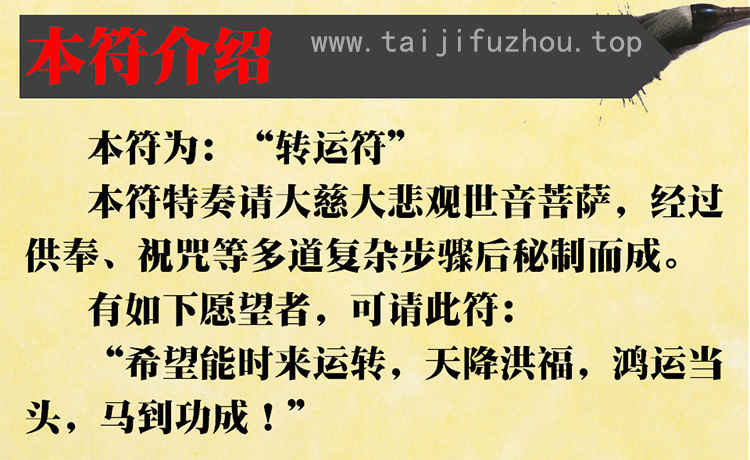 本符介绍
www.taijifuzhou.top
本符为：“转运符”
本符特奏请大慈大悲观世音菩萨，经过
供奉、祝咒等多道复杂步骤后秘制而成。
有如下愿望者，可请此符：
“希望能时来运转，天降洪福，鸿运当
头，马到功成！”